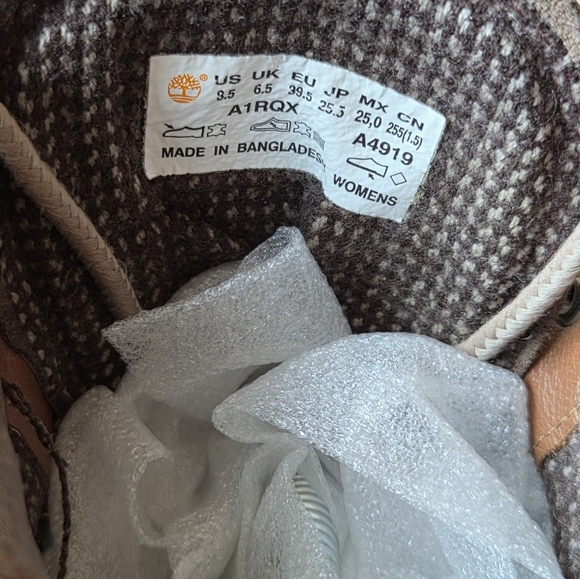 US UK EU JP MX CN
8.5 6.5 39.5 25.5 25,0 255(1.5)
A1RQX A4919
MADE IN BANGLADESH
WOMENS